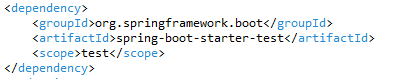 <dependency>
<groupId>org.springframework.boot</groupId>
<artifactId>spring-boot-starter-test</artifactId>
<scope>test</scope>
</dependency>